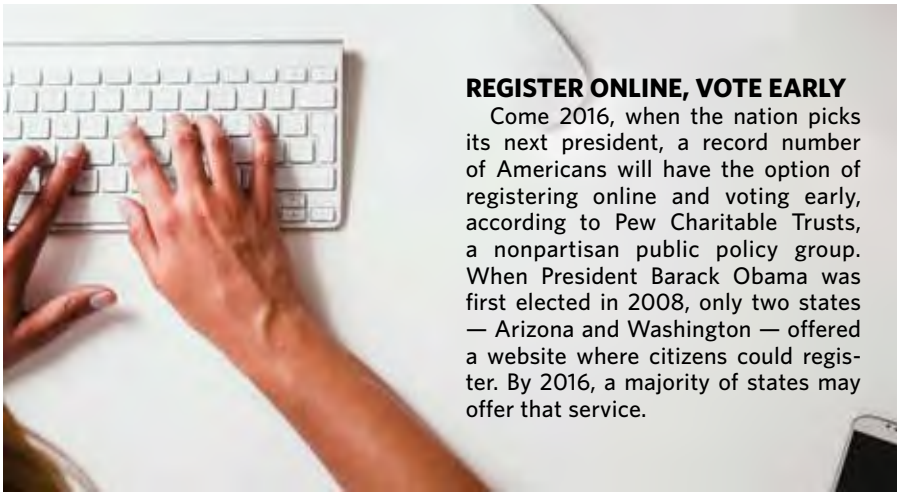 REGISTER ONLINE, VOTE EARLY
Come 2016, when the nation picks
its next president, a record number
of Americans will have the option of
registering online and voting early,
according to Pew Charitable Trusts,
a nonpartisan public policy group.
When President Barack Obama was
first elected in 2008, only two states
— Arizona and Washington — offered
a website where citizens could regis-
ter. By 2016, a majority of states may
offer that service.